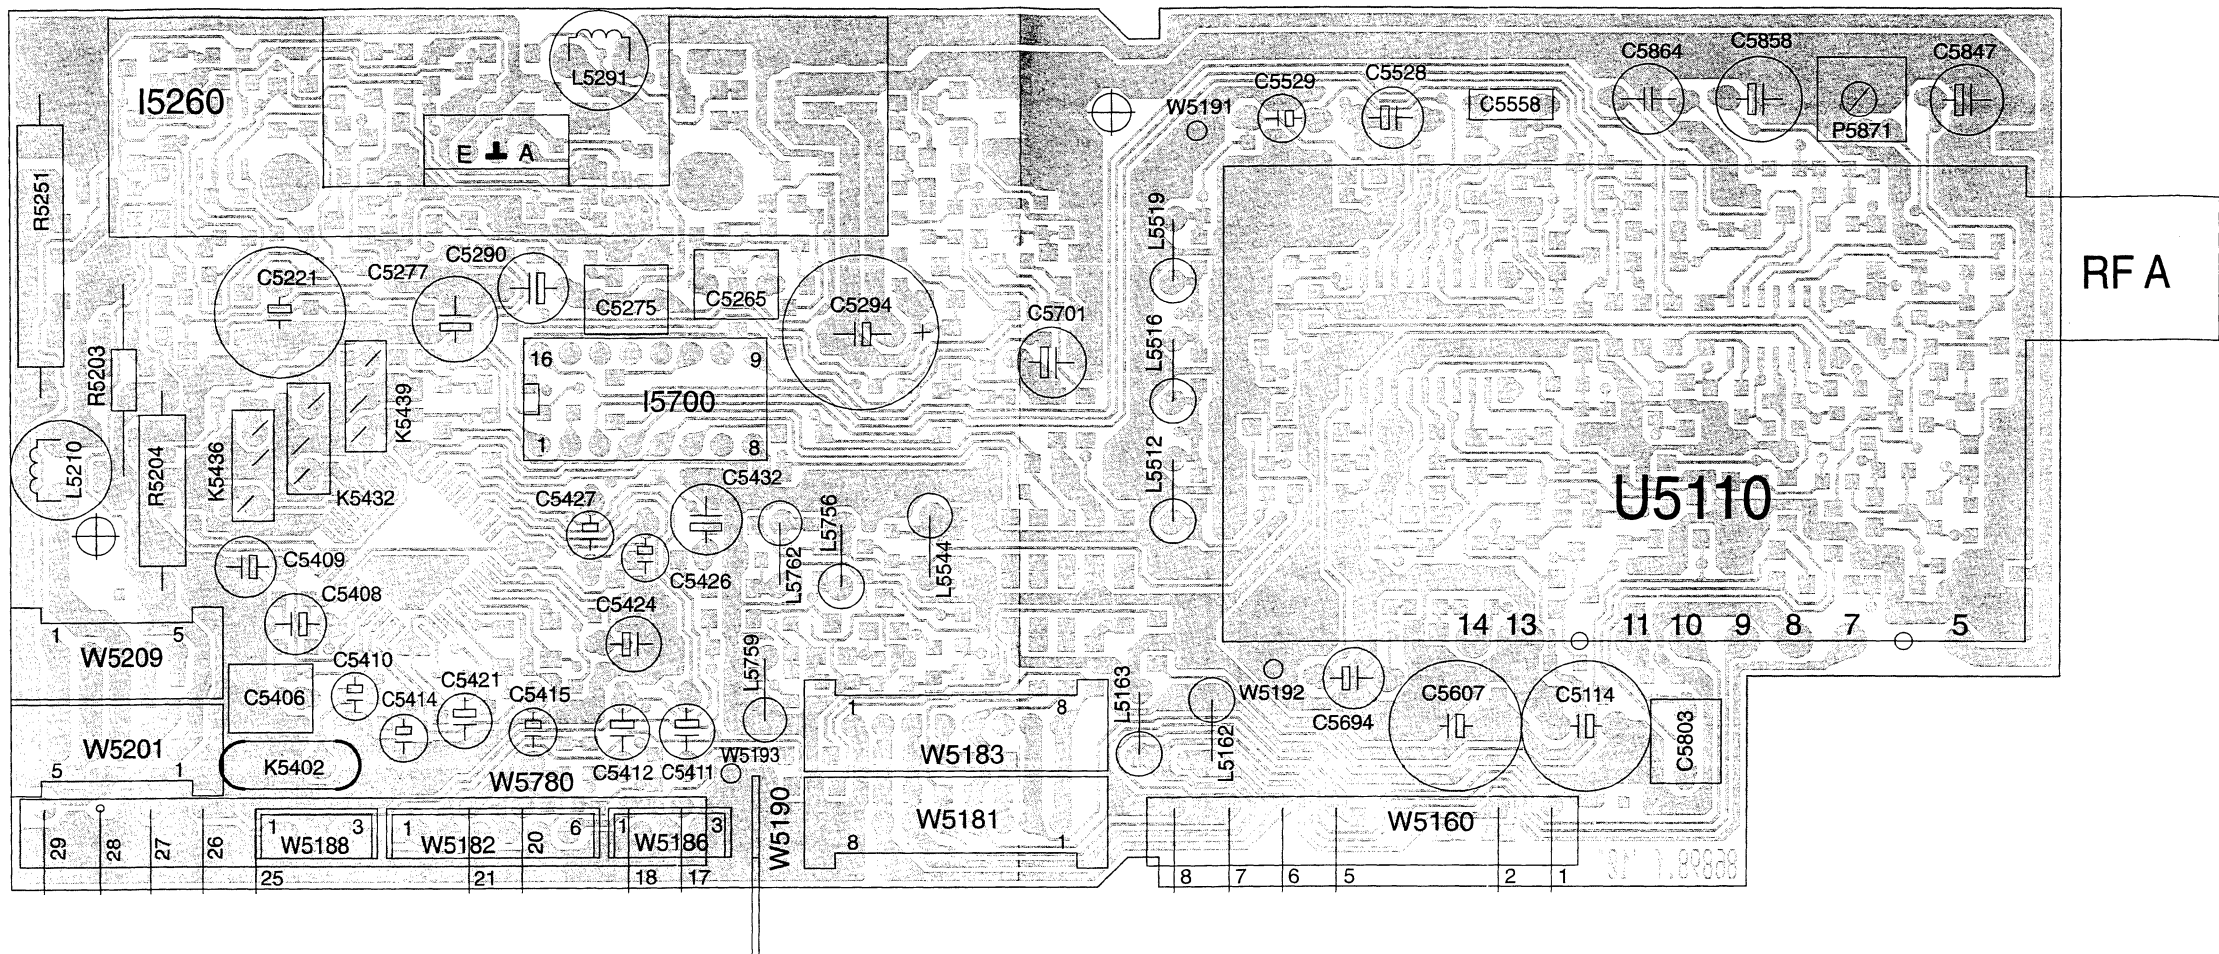 C5864
C5858
C5847
L5291
I5260
W5191
C5529
C5528
C5558
P5871
E A
R5251
L5519
RF A
C5221
C5277
C5290
C5275
C5265
C5294
+
C5701
L5516
R5203
16
9
I5700
1
8
K5439
K5436
K5432
L5210
R5204
L5512
C5427
C5432
L5756
U5110
C5409
C5426
L5762
L5544
C5408
C5424
14 13 11 10 9 8 7 5
1
5
W5209
C5410
L5759
C5406
C5414
C5421
C5415
1
8
L5163
W5192
C5694
C5607
C5114
C5803
W5201
5
1
K5402
W5780
C5412
C5411
W5193
W5183
L5162
W5190
W5181
8
1
W5160
29
28
27
26
1
3
W5188
1
W5182
20
6
1
W5186
3
25
21
18
17
8
7
6
5
2
1